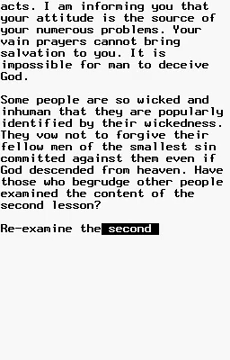 acts. I am informing you that
your attitude is the source of
your numerous problems. Your
vain prayers cannot bring
salvation to you. It is
impossible for man to deceive
God.

Some people are so wicked and
inhuman that they are popularly
identified by their wickedness.
They vow not to forgive their
fellow men of the smallest sin
committed against them even if
God descended from heaven. Have
those who begrudge other people
examined the content of the
second lesson?

Re-examine the second